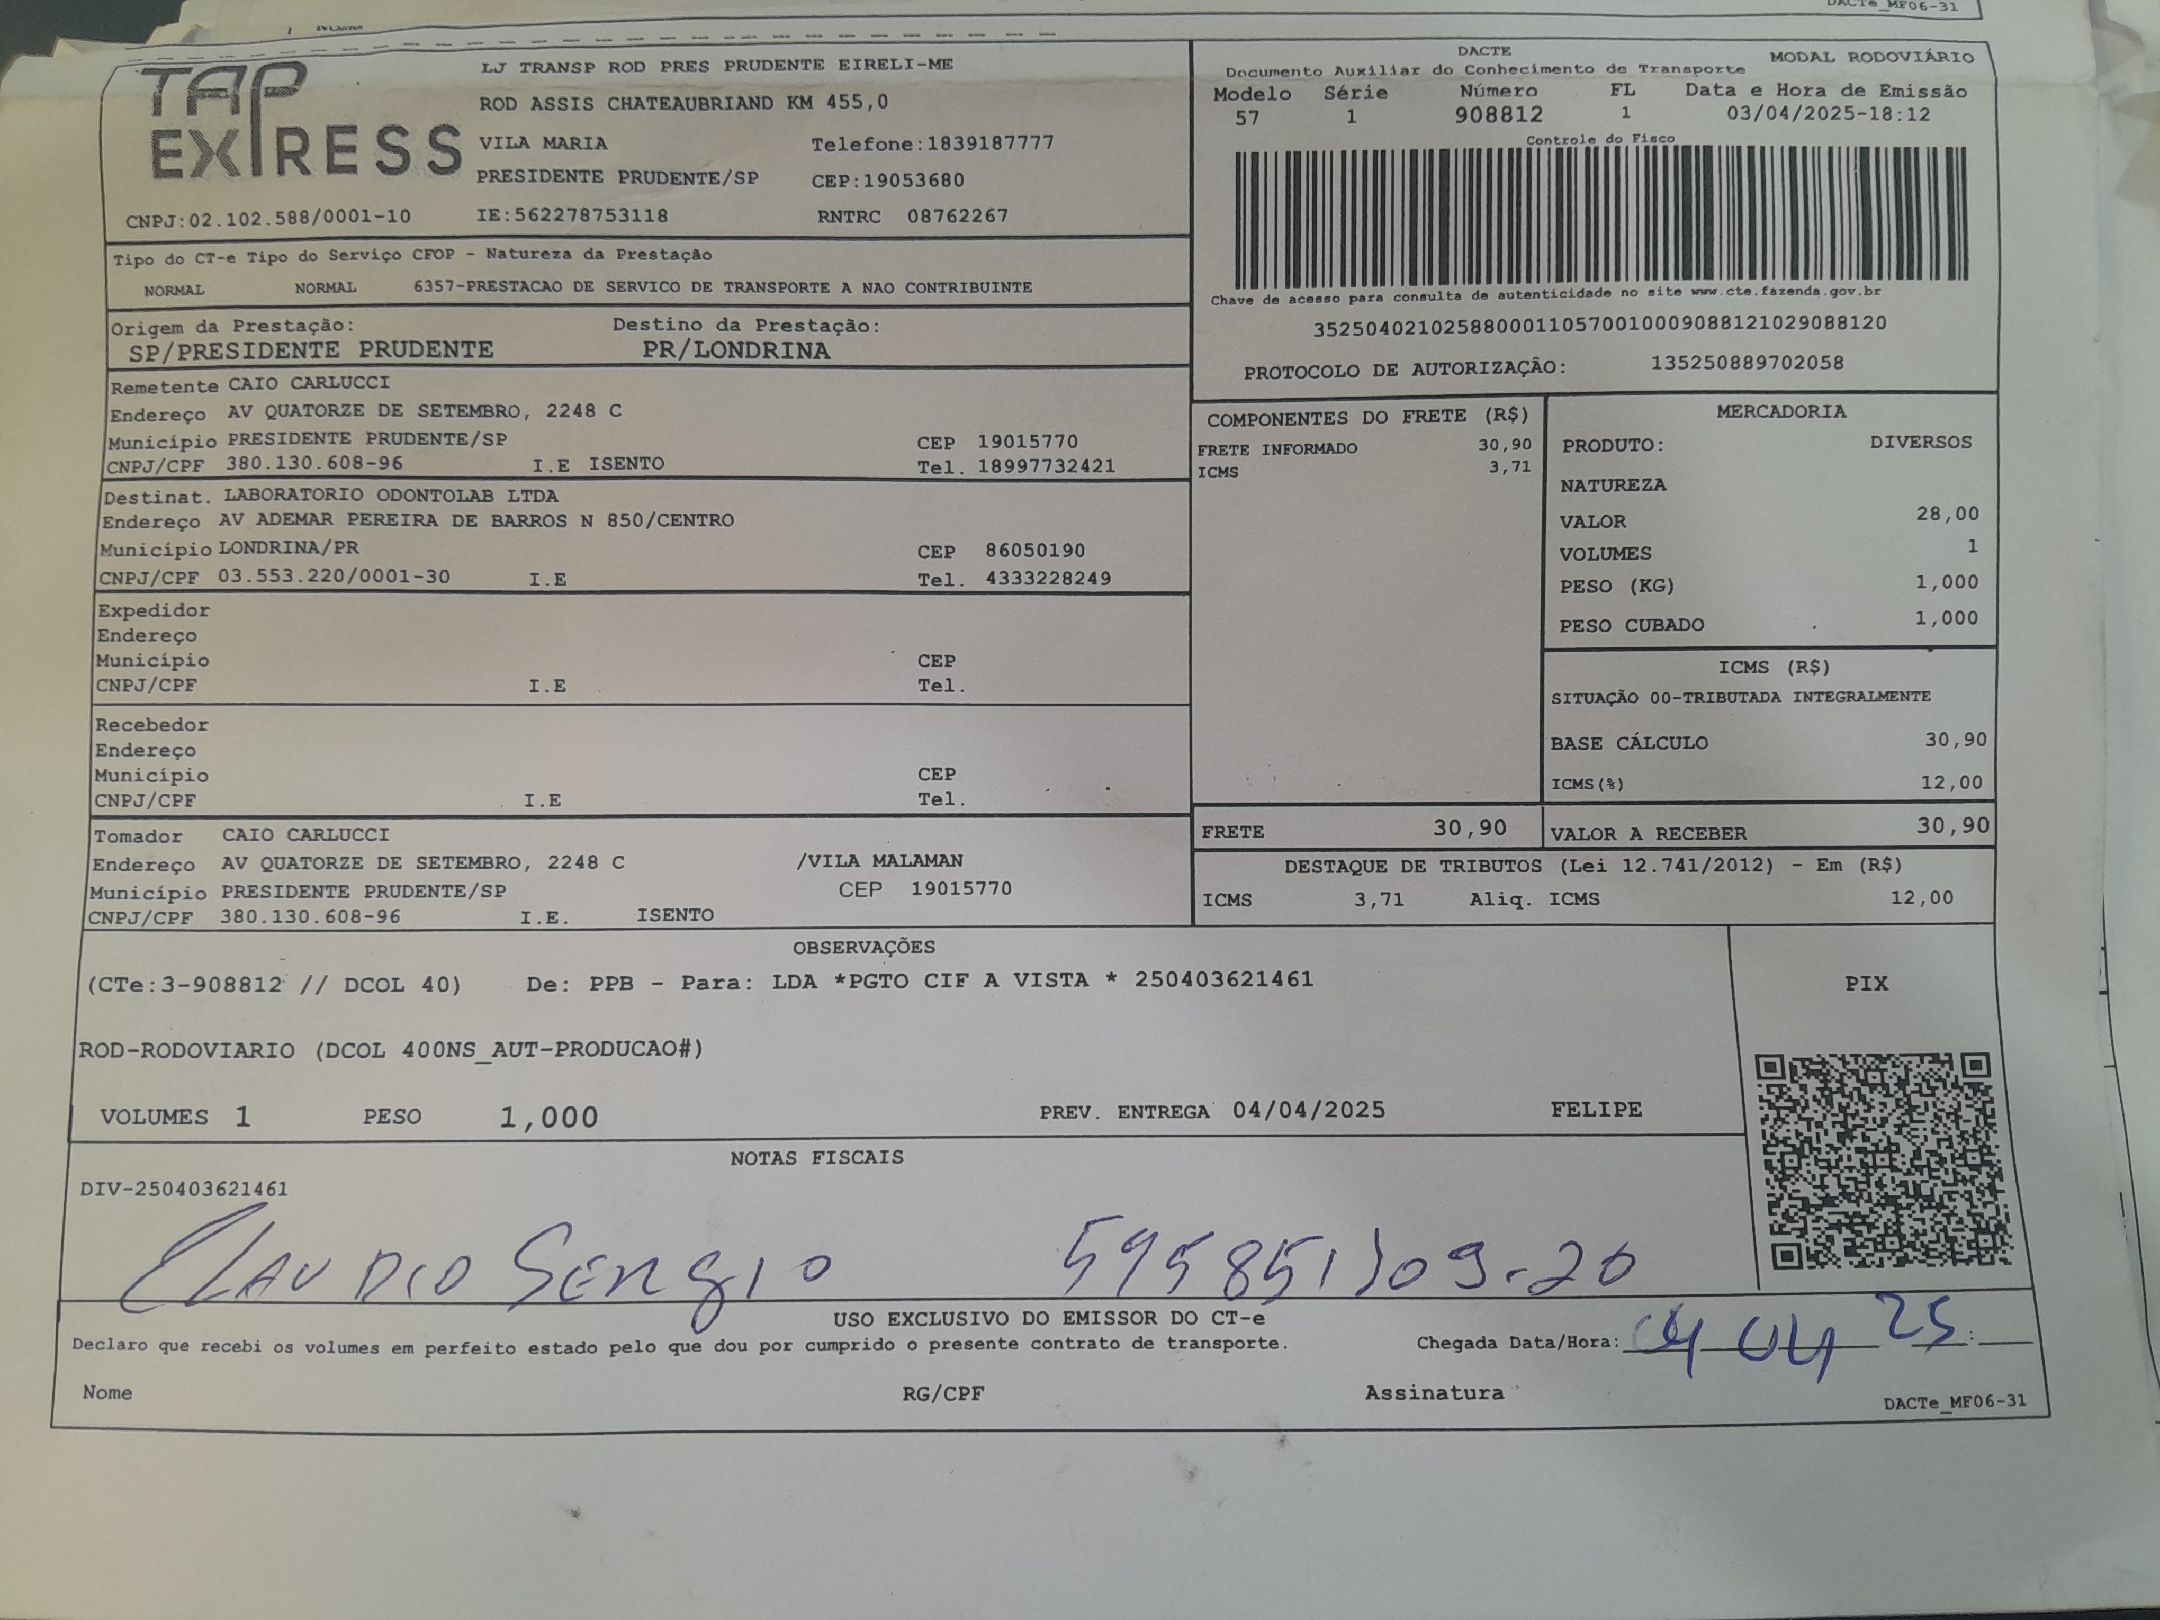 DACTe_MF06-31
TAP EXPRESS
LJ TRANSP ROD PRES PRUDENTE EIRELI-ME
ROD ASSIS CHATEAUBRIAND KM 455,0
VILA MARIA Telefone:1839187777
PRESIDENTE PRUDENTE/SP CEP:19053680
CNPJ:02.102.588/0001-10 IE:562278753118 RNTRC 08762267
DACTE MODAL RODOVIÁRIO
Documento Auxiliar do Conhecimento de Transporte
Modelo Série Número FL Data e Hora de Emissão
57 1 908812 1 03/04/2025-18:12
Controle do Fisco
Chave de acesso para consulta de autenticidade no site www.cte.fazenda.gov.br
35250402102588000110570010009088121029088120
PROTOCOLO DE AUTORIZAÇÃO: 135250889702058
Tipo do CT-e Tipo do Serviço CFOP - Natureza da Prestação
NORMAL NORMAL 6357-PRESTACAO DE SERVICO DE TRANSPORTE A NAO CONTRIBUINTE
Origem da Prestação: Destino da Prestação:
SP/PRESIDENTE PRUDENTE PR/LONDRINA
Remetente CAIO CARLUCCI
Endereço AV QUATORZE DE SETEMBRO, 2248 C
Município PRESIDENTE PRUDENTE/SP CEP 19015770
CNPJ/CPF 380.130.608-96 I.E ISENTO Tel. 18997732421
Destinat. LABORATORIO ODONTOLAB LTDA
Endereço AV ADEMAR PEREIRA DE BARROS N 850/CENTRO
Município LONDRINA/PR CEP 86050190
CNPJ/CPF 03.553.220/0001-30 I.E Tel. 4333228249
Expedidor
Endereço
Município CEP
CNPJ/CPF I.E Tel.
Recebedor
Endereço
Município CEP
CNPJ/CPF I.E Tel.
Tomador CAIO CARLUCCI
Endereço AV QUATORZE DE SETEMBRO, 2248 C /VILA MALAMAN
Município PRESIDENTE PRUDENTE/SP CEP 19015770
CNPJ/CPF 380.130.608-96 I.E. ISENTO
COMPONENTES DO FRETE (R$)
FRETE INFORMADO 30,90
ICMS 3,71
MERCADORIA
PRODUTO: DIVERSOS
NATUREZA
VALOR 28,00
VOLUMES 1
PESO (KG) 1,000
PESO CUBADO 1,000
ICMS (R$)
SITUAÇÃO 00-TRIBUTADA INTEGRALMENTE
BASE CÁLCULO 30,90
ICMS(%) 12,00
FRETE 30,90 VALOR A RECEBER 30,90
DESTAQUE DE TRIBUTOS (Lei 12.741/2012) - Em (R$)
ICMS 3,71 Aliq. ICMS 12,00
OBSERVAÇÕES
(CTe:3-908812 // DCOL 40) De: PPB - Para: LDA *PGTO CIF A VISTA * 250403621461
ROD-RODOVIARIO (DCOL 400NS_AUT-PRODUCAO#)
VOLUMES 1 PESO 1,000 PREV. ENTREGA 04/04/2025 FELIPE
PIX
NOTAS FISCAIS
DIV-250403621461
CLAUDIO SERGIO
USO EXCLUSIVO DO EMISSOR DO CT-e
Declaro que recebi os volumes em perfeito estado pelo que dou por cumprido o presente contrato de transporte. Chegada Data/Hora: 04 04 25 :
Nome RG/CPF Assinatura DACTe_MF06-31